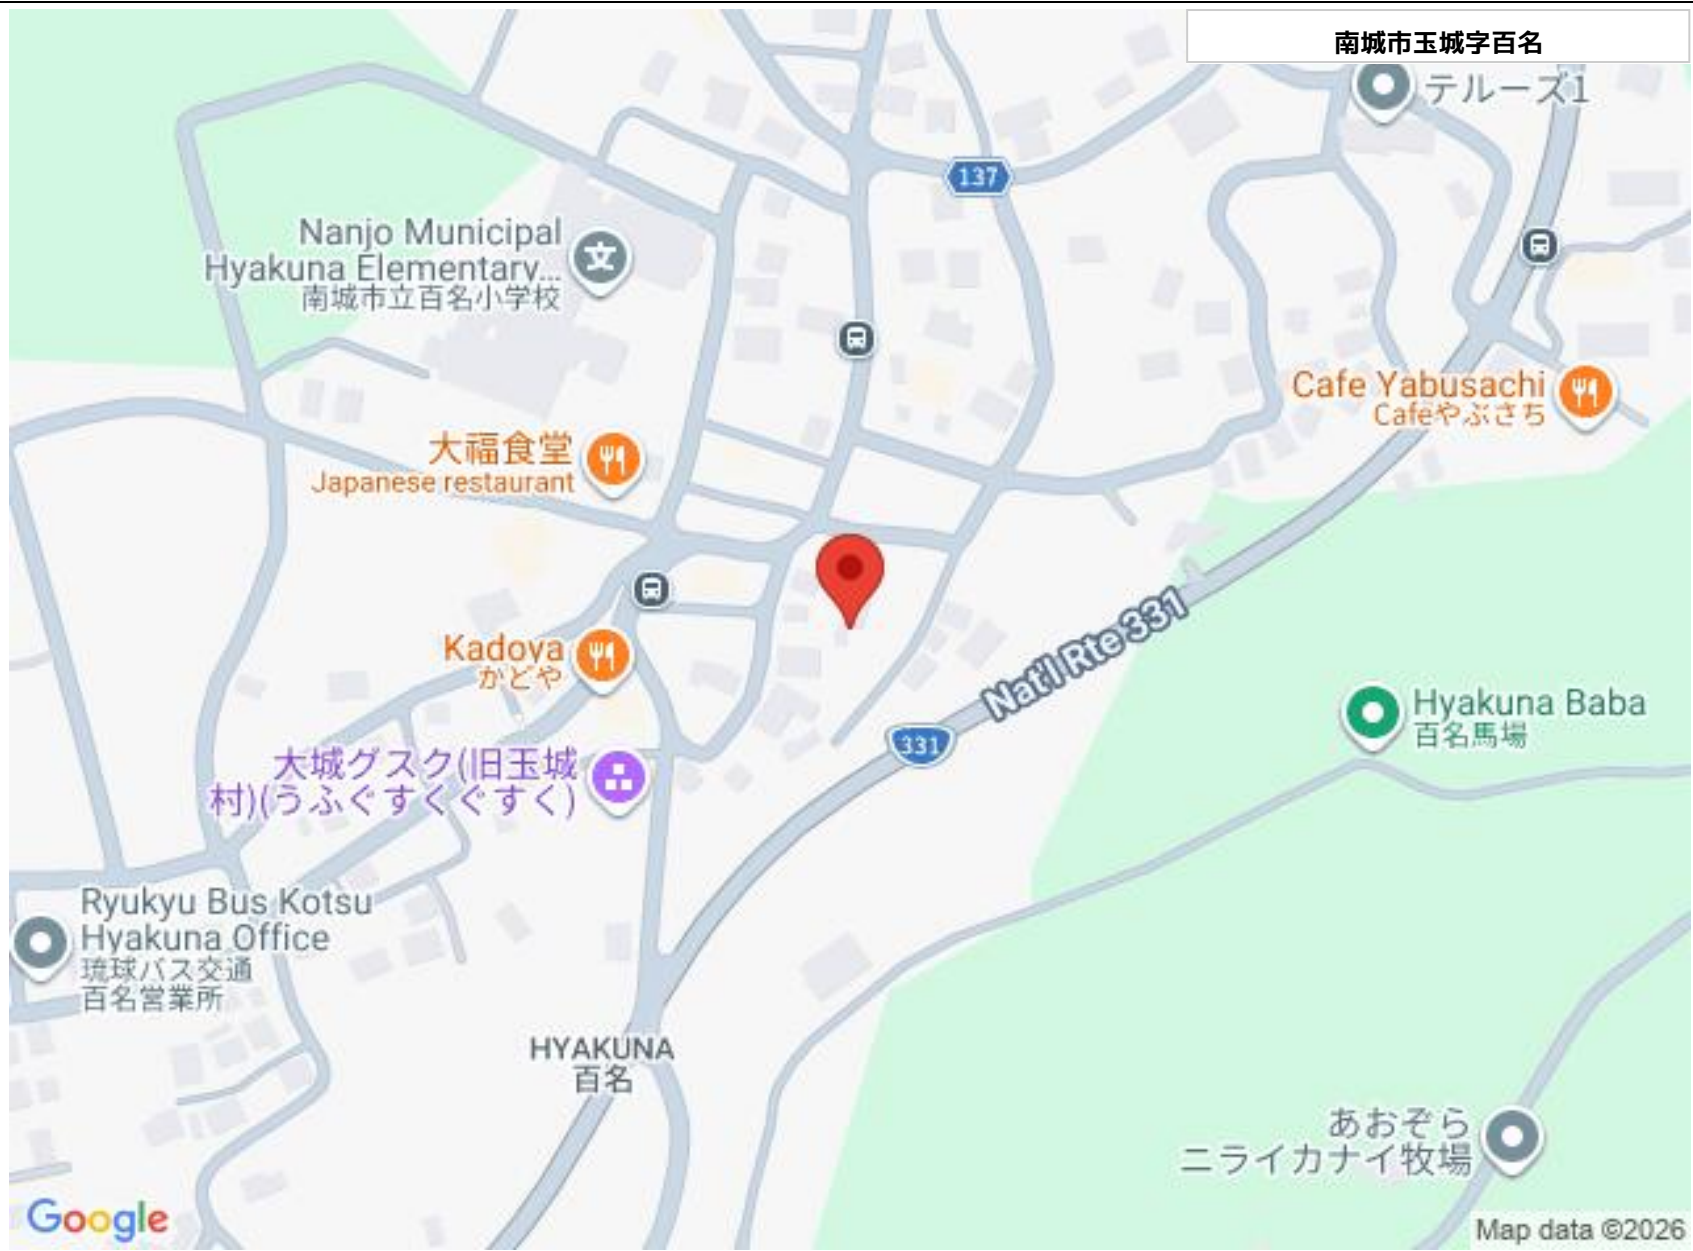 南城市玉城字百名
テルーズ1
137
Nanjo Municipal
Hyakuna Elementary...
南城市立百名小学校
Cafe Yabusachi
Cafeやぶさち
大福食堂
Japanese restaurant
Nat'l Rte 331
Kadoya
かどや
Hyakuna Baba
百名馬場
331
大城グスク(旧玉城
村)(うふぐすくぐすく)
Ryukyu Bus Kotsu
Hyakuna Office
琉球バス交通
百名営業所
HYAKUNA
百名
あおぞら
ニライカナイ牧場
Google
Map data ©2026